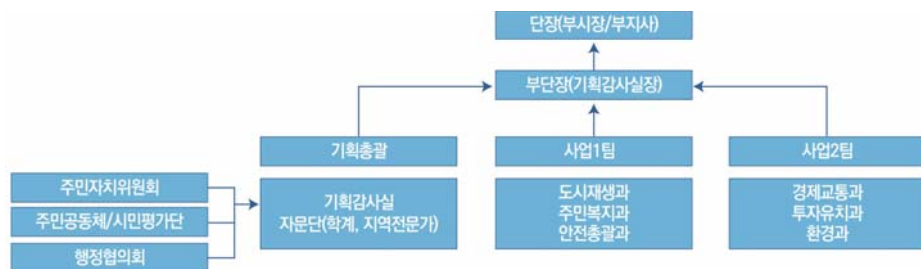 단장(부시장/부지사)
부단장(기획감사실장)
기획총괄
사업1팀
사업2팀
주민자치위원회
주민공동체/시민평가단
행정협의회
기획감사실
자문단(학계, 지역전문가)
도시재생과
주민복지과
안전총괄과
경제교통과
투자유치과
환경과